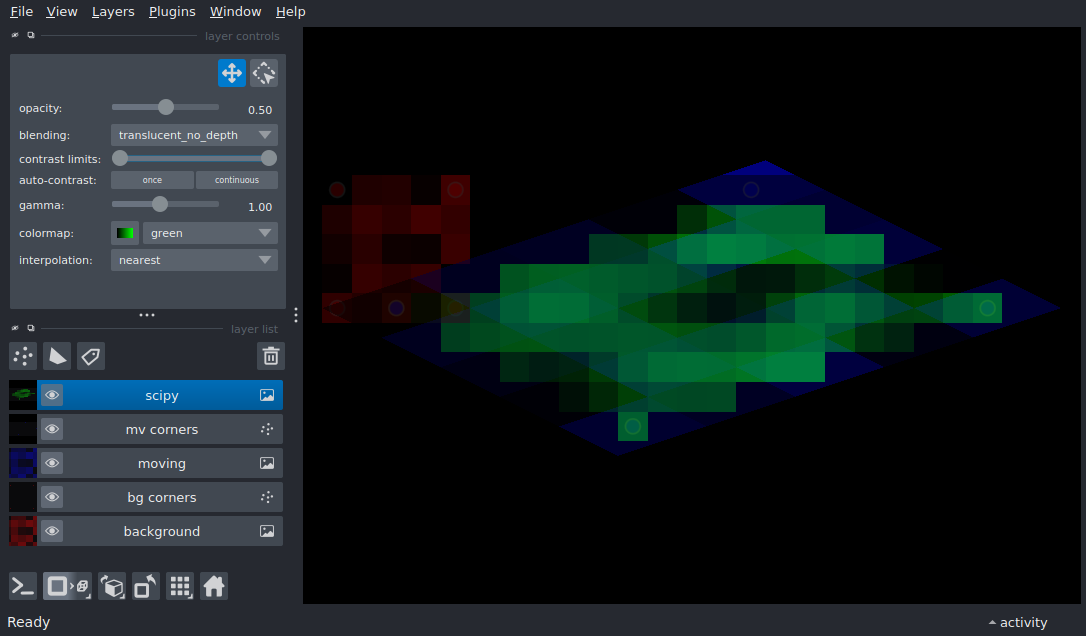 File View Layers Plugins Window Help
layer controls
opacity: 0.50
blending: translucent_no_depth
contrast limits:
auto-contrast: once continuous
gamma: 1.00
colormap: green
interpolation: nearest
layer list
scipy
mv corners
moving
bg corners
background
Ready activity